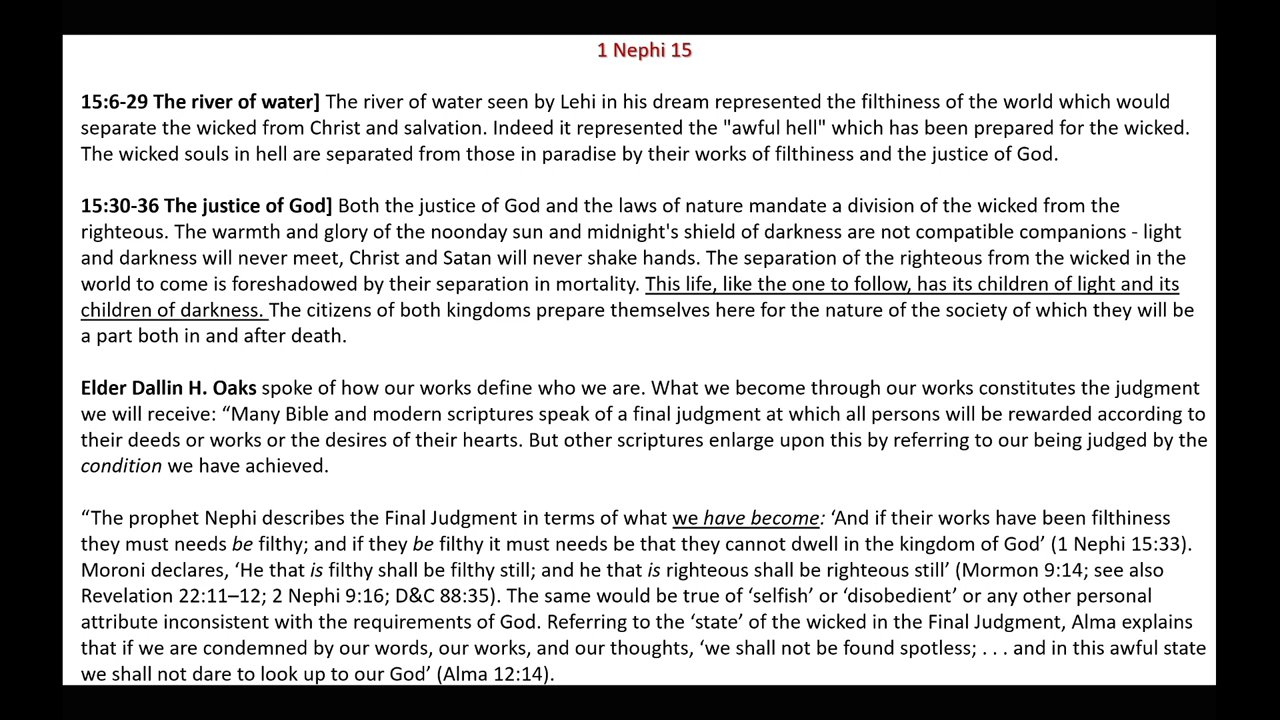 1 Nephi 15
15:6-29 The river of water] The river of water seen by Lehi in his dream represented the filthiness of the world which would
separate the wicked from Christ and salvation. Indeed it represented the "awful hell" which has been prepared for the wicked.
The wicked souls in hell are separated from those in paradise by their works of filthiness and the justice of God.
15:30-36 The justice of God] Both the justice of God and the laws of nature mandate a division of the wicked from the
righteous. The warmth and glory of the noonday sun and midnight's shield of darkness are not compatible companions - light
and darkness will never meet, Christ and Satan will never shake hands. The separation of the righteous from the wicked in the
world to come is foreshadowed by their separation in mortality. This life, like the one to follow, has its children of light and its
children of darkness. The citizens of both kingdoms prepare themselves here for the nature of the society of which they will be
a part both in and after death.
Elder Dallin H. Oaks spoke of how our works define who we are. What we become through our works constitutes the judgment
we will receive: “Many Bible and modern scriptures speak of a final judgment at which all persons will be rewarded according to
their deeds or works or the desires of their hearts. But other scriptures enlarge upon this by referring to our being judged by the
condition we have achieved.
“The prophet Nephi describes the Final Judgment in terms of what we have become: ‘And if their works have been filthiness
they must needs be filthy; and if they be filthy it must needs be that they cannot dwell in the kingdom of God’ (1 Nephi 15:33).
Moroni declares, ‘He that is filthy shall be filthy still; and he that is righteous shall be righteous still’ (Mormon 9:14; see also
Revelation 22:11–12; 2 Nephi 9:16; D&C 88:35). The same would be true of ‘selfish’ or ‘disobedient’ or any other personal
attribute inconsistent with the requirements of God. Referring to the ‘state’ of the wicked in the Final Judgment, Alma explains
that if we are condemned by our words, our works, and our thoughts, ‘we shall not be found spotless; . . . and in this awful state
we shall not dare to look up to our God’ (Alma 12:14).